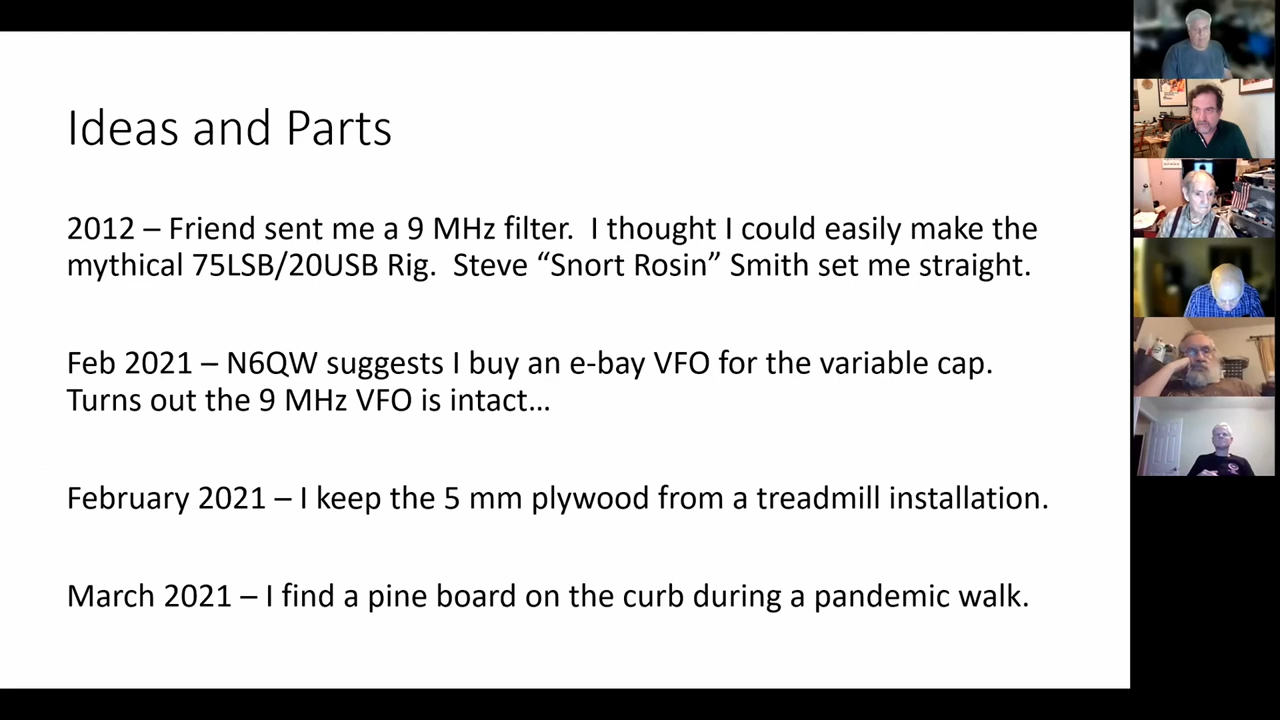 Ideas and Parts
2012 – Friend sent me a 9 MHz filter.  I thought I could easily make the
mythical 75LSB/20USB Rig.  Steve “Snort Rosin” Smith set me straight.
Feb 2021 – N6QW suggests I buy an e-bay VFO for the variable cap.
Turns out the 9 MHz VFO is intact…
February 2021 – I keep the 5 mm plywood from a treadmill installation.
March 2021 – I find a pine board on the curb during a pandemic walk.